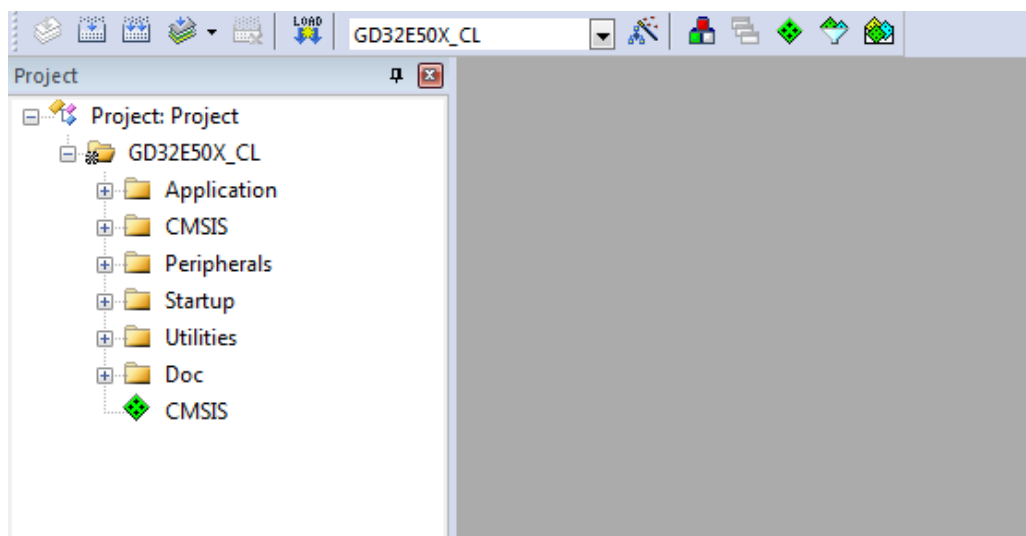 LOAD
GD32E50X_CL
Project
Project: Project
GD32E50X_CL
Application
CMSIS
Peripherals
Startup
Utilities
Doc
CMSIS